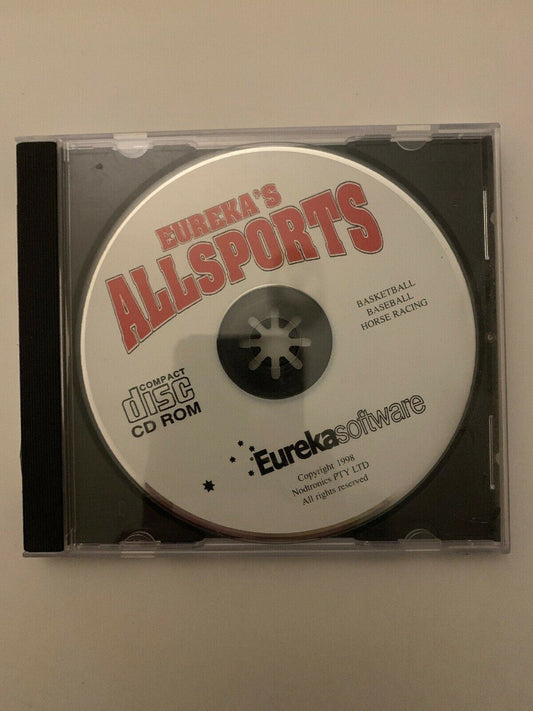 EUREKA'S
ALLSPORTS
BASKETBALL
BASEBALL
HORSE RACING
COMPACT
disc
CD ROM
Eurekasoftware
Copyright 1998
Nodtronics PTY LTD
All rights reserved